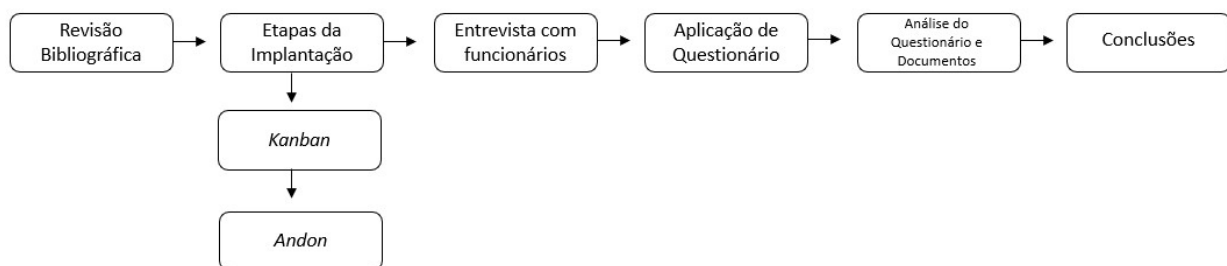 Revisão
Bibliográfica
Etapas da
Implantação
Entrevista com
funcionários
Aplicação de
Questionário
Análise do
Questionário e
Documentos
Conclusões
Kanban
Andon